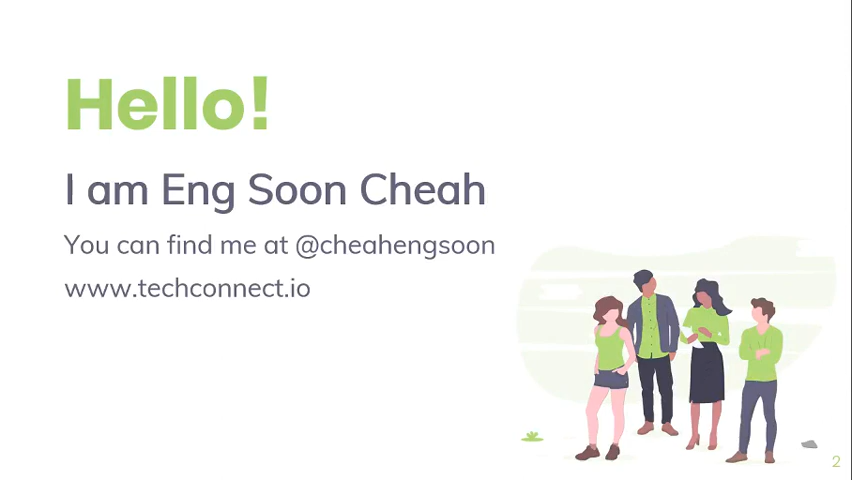 Hello!
I am Eng Soon Cheah
You can find me at @cheahengsoon
www.techconnect.io
2